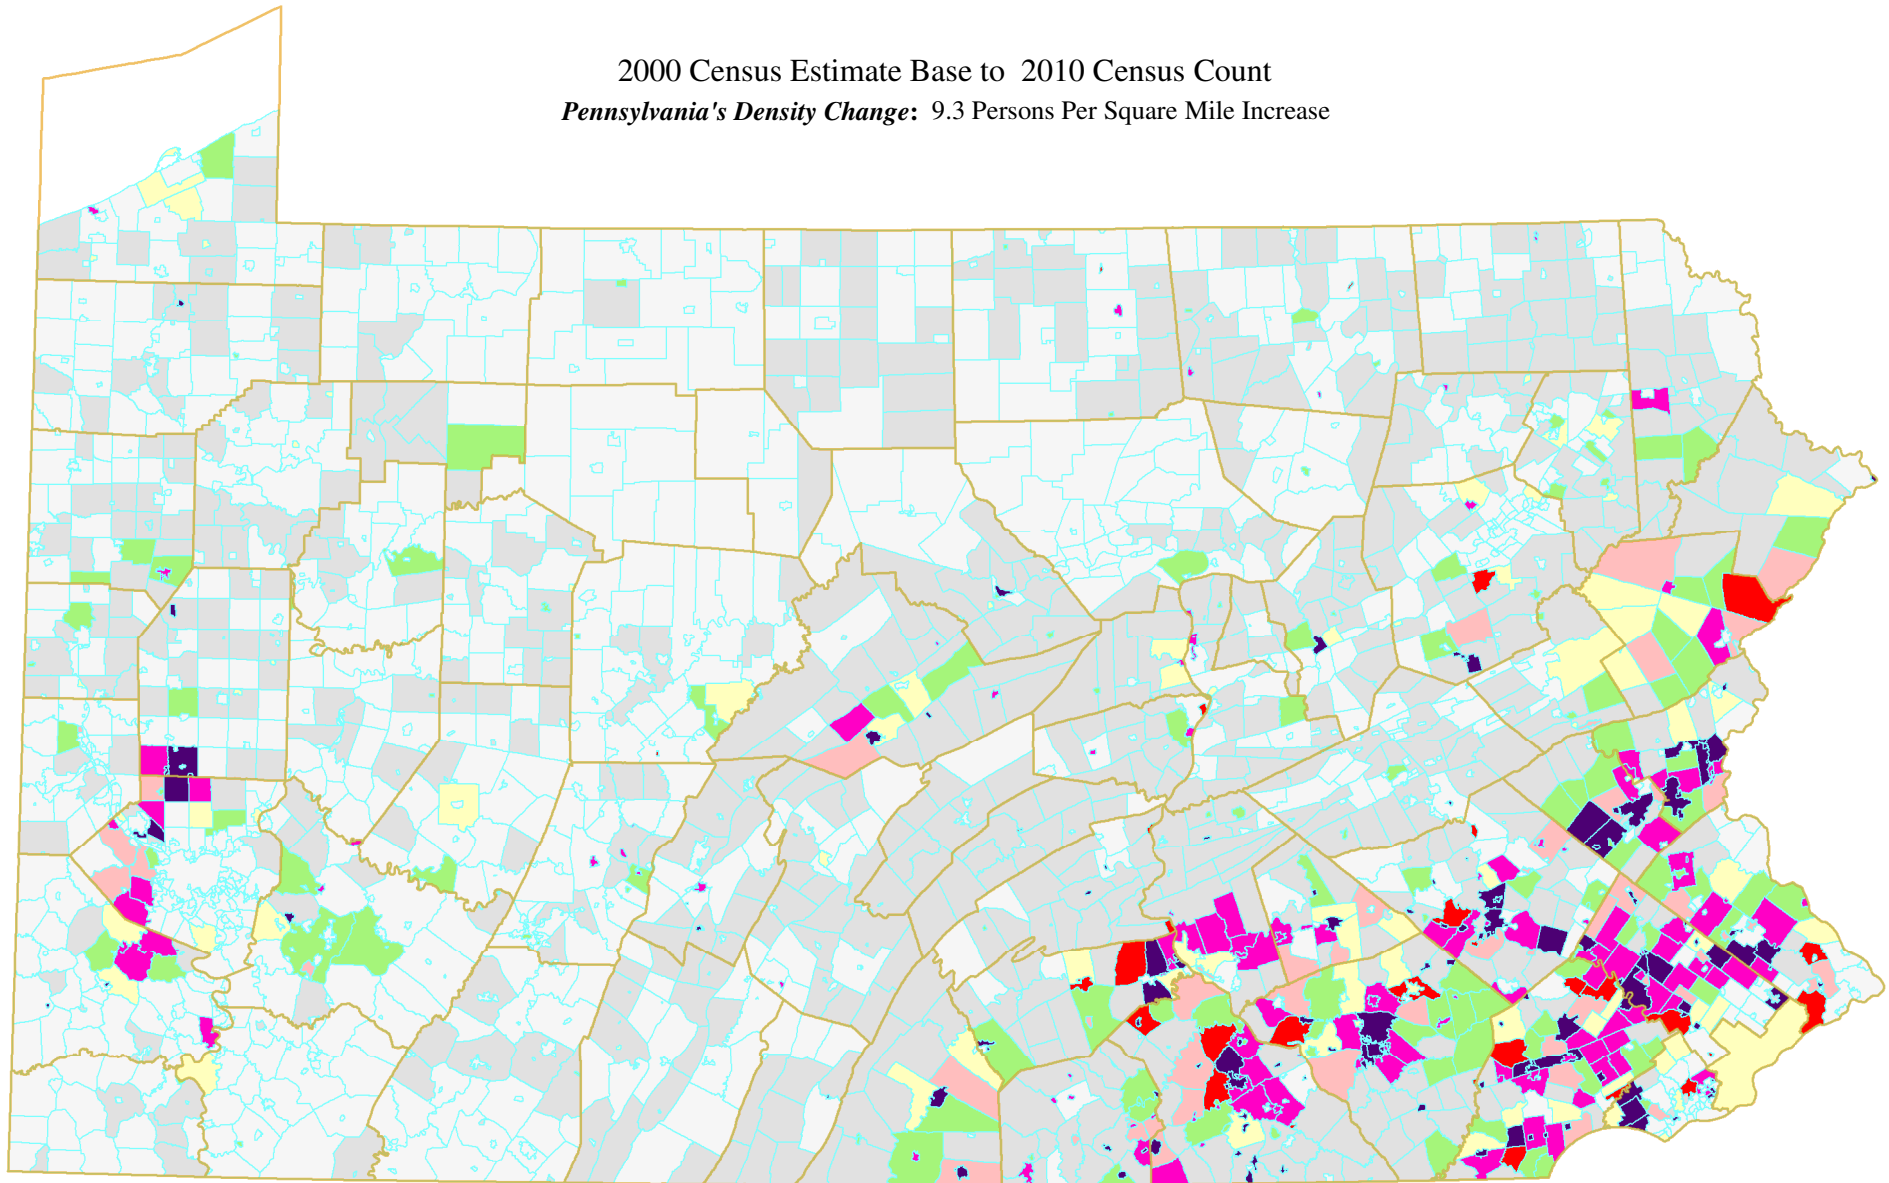 2000 Census Estimate Base to 2010 Census Count
Pennsylvania's Density Change: 9.3 Persons Per Square Mile Increase